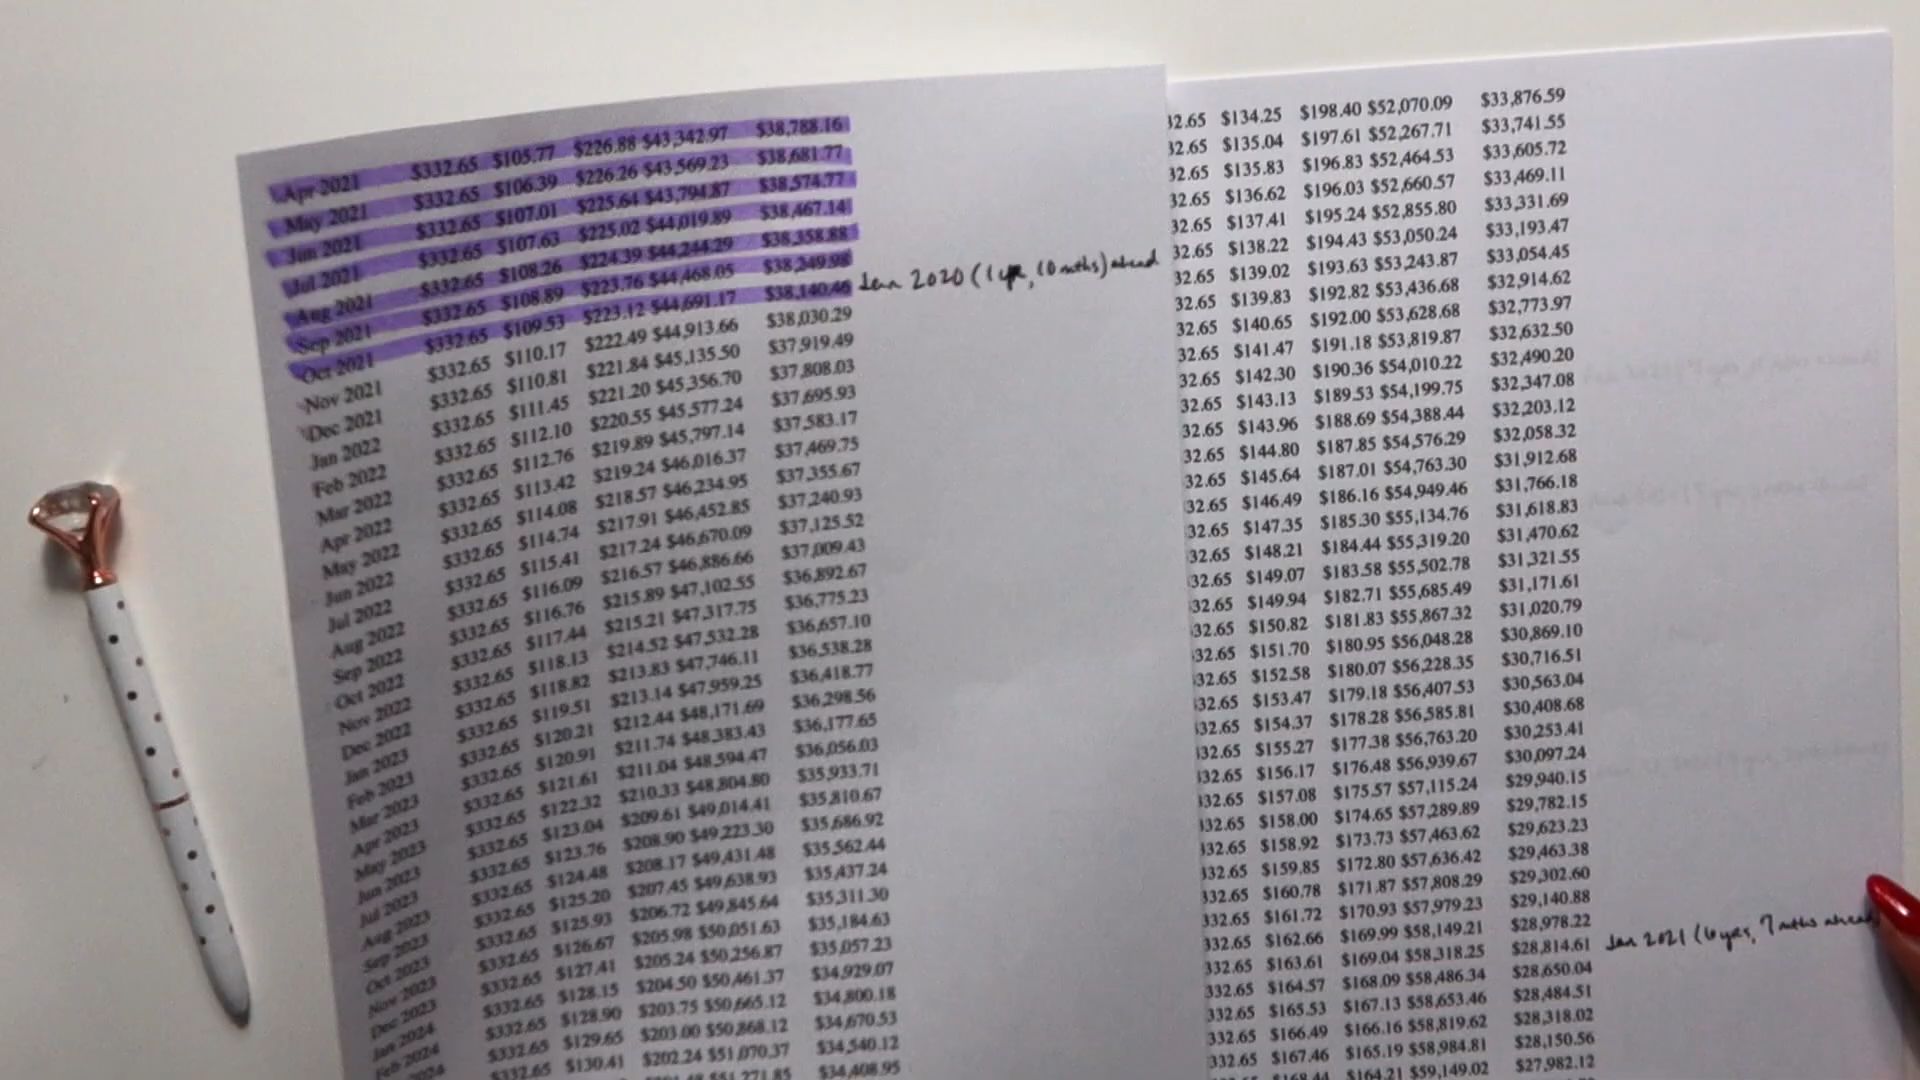 Apr 2021 $332.65 $105.77 $226.88 $43,342.97 $38,788.16
May 2021 $332.65 $106.39 $226.26 $43,569.23 $38,681.77
Jun 2021 $332.65 $107.01 $225.64 $43,794.87 $38,574.77
Jul 2021 $332.65 $107.63 $225.02 $44,019.89 $38,467.14
Aug 2021 $332.65 $108.26 $224.39 $44,244.29 $38,358.88
Sep 2021 $332.65 $108.89 $223.76 $44,468.05 $38,249.98
Oct 2021 $332.65 $109.53 $223.12 $44,691.17 $38,140.46 Jan 2020 (1 yr, 10 mths) ahead
Nov 2021 $332.65 $110.17 $222.49 $44,913.66 $38,030.29
Dec 2021 $332.65 $110.81 $221.84 $45,135.50 $37,919.49
Jan 2022 $332.65 $111.45 $221.20 $45,356.70 $37,808.03
Feb 2022 $332.65 $112.10 $220.55 $45,577.24 $37,695.93
Mar 2022 $332.65 $112.76 $219.89 $45,797.14 $37,583.17
Apr 2022 $332.65 $113.42 $219.24 $46,016.37 $37,469.75
May 2022 $332.65 $114.08 $218.57 $46,234.95 $37,355.67
Jun 2022 $332.65 $114.74 $217.91 $46,452.85 $37,240.93
Jul 2022 $332.65 $115.41 $217.24 $46,670.09 $37,125.52
Aug 2022 $332.65 $116.09 $216.57 $46,886.66 $37,009.43
Sep 2022 $332.65 $116.76 $215.89 $47,102.55 $36,892.67
Oct 2022 $332.65 $117.44 $215.21 $47,317.75 $36,775.23
Nov 2022 $332.65 $118.13 $214.52 $47,532.28 $36,657.10
Dec 2022 $332.65 $118.82 $213.83 $47,746.11 $36,538.28
Jan 2023 $332.65 $119.51 $213.14 $47,959.25 $36,418.77
Feb 2023 $332.65 $120.21 $212.44 $48,171.69 $36,298.56
Mar 2023 $332.65 $120.91 $211.74 $48,383.43 $36,177.65
Apr 2023 $332.65 $121.61 $211.04 $48,594.47 $36,056.03
May 2023 $332.65 $122.32 $210.33 $48,804.80 $35,933.71
Jun 2023 $332.65 $123.04 $209.61 $49,014.41 $35,810.67
Jul 2023 $332.65 $123.76 $208.90 $49,223.30 $35,686.92
Aug 2023 $332.65 $124.48 $208.17 $49,431.48 $35,562.44
Sep 2023 $332.65 $125.20 $207.45 $49,638.93 $35,437.24
Oct 2023 $332.65 $125.93 $206.72 $49,845.64 $35,311.30
Nov 2023 $332.65 $126.67 $205.98 $50,051.63 $35,184.63
Dec 2023 $332.65 $127.41 $205.24 $50,256.87 $35,057.23
Jan 2024 $332.65 $128.15 $204.50 $50,461.37 $34,929.07
Feb 2024 $332.65 $128.90 $203.75 $50,665.12 $34,800.18
2024 $332.65 $129.65 $203.00 $50,868.12 $34,670.53
$332.65 $130.41 $202.24 $51,070.37 $34,540.12
$51,271.85 $34,408.95
32.65 $134.25 $198.40 $52,070.09 $33,876.59
32.65 $135.04 $197.61 $52,267.71 $33,741.55
32.65 $135.83 $196.83 $52,464.53 $33,605.72
32.65 $136.62 $196.03 $52,660.57 $33,469.11
32.65 $137.41 $195.24 $52,855.80 $33,331.69
32.65 $138.22 $194.43 $53,050.24 $33,193.47
32.65 $139.02 $193.63 $53,243.87 $33,054.45
32.65 $139.83 $192.82 $53,436.68 $32,914.62
32.65 $140.65 $192.00 $53,628.68 $32,773.97
32.65 $141.47 $191.18 $53,819.87 $32,632.50
32.65 $142.30 $190.36 $54,010.22 $32,490.20
32.65 $143.13 $189.53 $54,199.75 $32,347.08
32.65 $143.96 $188.69 $54,388.44 $32,203.12
32.65 $144.80 $187.85 $54,576.29 $32,058.32
32.65 $145.64 $187.01 $54,763.30 $31,912.68
32.65 $146.49 $186.16 $54,949.46 $31,766.18
32.65 $147.35 $185.30 $55,134.76 $31,618.83
32.65 $148.21 $184.44 $55,319.20 $31,470.62
32.65 $149.07 $183.58 $55,502.78 $31,321.55
32.65 $149.94 $182.71 $55,685.49 $31,171.61
32.65 $150.82 $181.83 $55,867.32 $31,020.79
32.65 $151.70 $180.95 $56,048.28 $30,869.10
32.65 $152.58 $180.07 $56,228.35 $30,716.51
32.65 $153.47 $179.18 $56,407.53 $30,563.04
32.65 $154.37 $178.28 $56,585.81 $30,408.68
32.65 $155.27 $177.38 $56,763.20 $30,253.41
332.65 $156.17 $176.48 $56,939.67 $30,097.24
332.65 $157.08 $175.57 $57,115.24 $29,940.15
332.65 $158.00 $174.65 $57,289.89 $29,782.15
332.65 $158.92 $173.73 $57,463.62 $29,623.23
332.65 $159.85 $172.80 $57,636.42 $29,463.38
332.65 $160.78 $171.87 $57,808.29 $29,302.60
332.65 $161.72 $170.93 $57,979.23 $29,140.88
332.65 $162.66 $169.99 $58,149.21 $28,978.22
332.65 $163.61 $169.04 $58,318.25 $28,814.61 Jan 2021 (6 yrs, 7 mths ahead
332.65 $164.57 $168.09 $58,486.34 $28,650.04
332.65 $165.53 $167.13 $58,653.46 $28,484.51
332.65 $166.49 $166.16 $58,819.62 $28,318.02
332.65 $167.46 $165.19 $58,984.81 $28,150.56
$168.44 $164.21 $59,149.02 $27,982.12